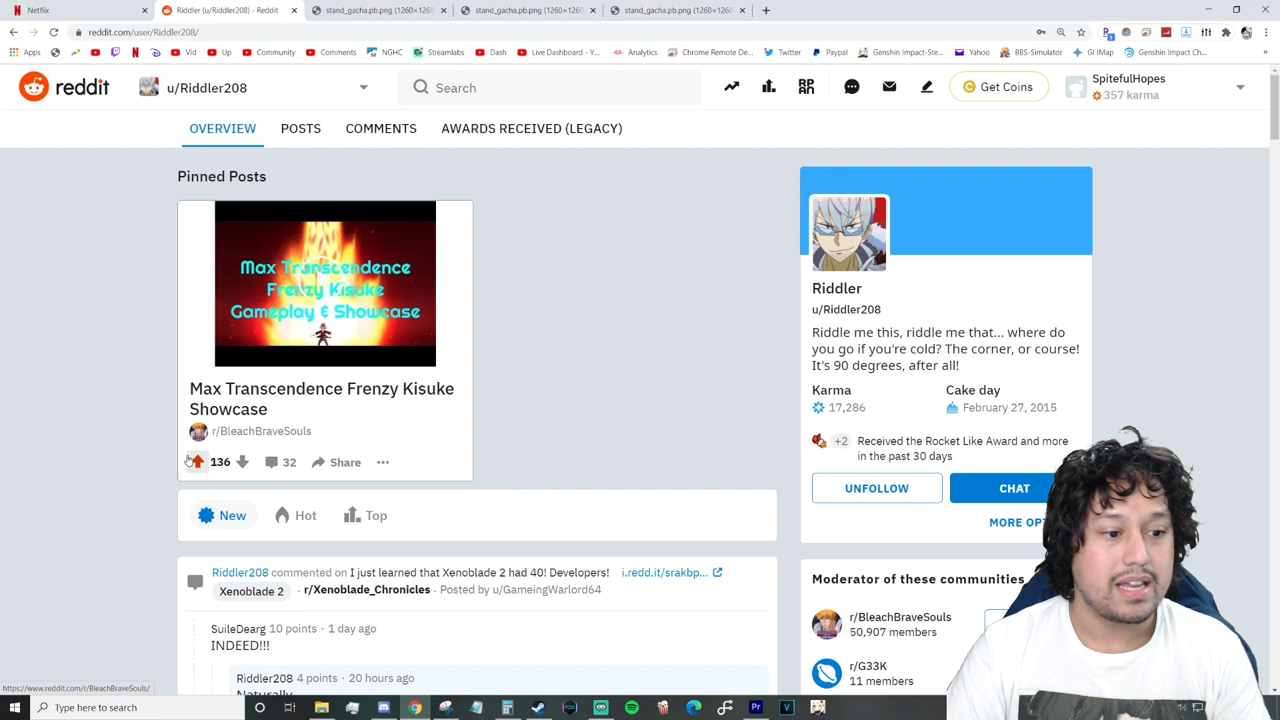 Netflix
Riddler (u/Riddler208) - Reddit
stand_gacha.pb.png (1260×126
stand_gacha.pb.png (1260×126
stand_gacha.pb.png (1260×126
reddit.com/user/Riddler208/
Apps
Vid
Up
Community
Comments
NGHC
Streamlabs
Dash
Live Dashboard - Y...
Analytics
Chrome Remote De...
Twitter
Paypal
Genshin Impact-Ste...
Yahoo
BBS-Simulator
GI IMap
Genshin Impact Ch...
reddit
u/Riddler208
Search
Get Coins
SpitefulHopes
357 karma
OVERVIEW
POSTS
COMMENTS
AWARDS RECEIVED (LEGACY)
Pinned Posts
Max Transcendence
Frenzy Kisuke
Gameplay & Showcase
Max Transcendence Frenzy Kisuke
Showcase
r/BleachBraveSouls
136
32
Share
New
Hot
Top
Riddler208 commented on I just learned that Xenoblade 2 had 40! Developers! i.redd.it/srakbp...
Xenoblade 2 · r/Xenoblade_Chronicles · Posted by u/GameingWarlord64
SuileDearg 10 points · 1 day ago
INDEED!!!
Riddler208 4 points · 20 hours ago
Naturally
Riddler
u/Riddler208
Riddle me this, riddle me that... where do
you go if you're cold? The corner, or course!
It's 90 degrees, after all!
Karma
17,286
Cake day
February 27, 2015
+2
Received the Rocket Like Award and more
in the past 30 days
UNFOLLOW
CHAT
MORE OPT
Moderator of these communities
r/BleachBraveSouls
50,907 members
r/G33K
11 members
https://www.reddit.com/r/BleachBraveSouls/
Type here to search